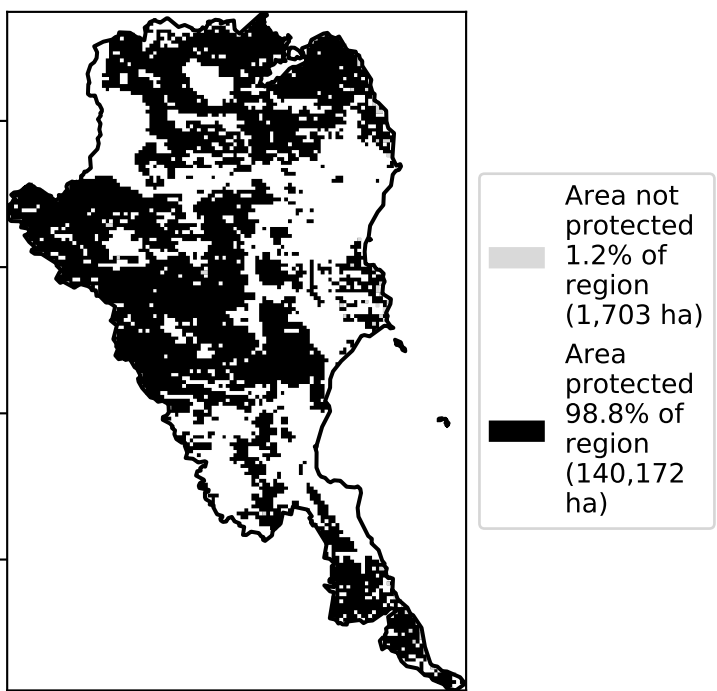 Area not
protected
1.2% of
region
(1,703 ha)
Area
protected
98.8% of
region
(140,172
ha)